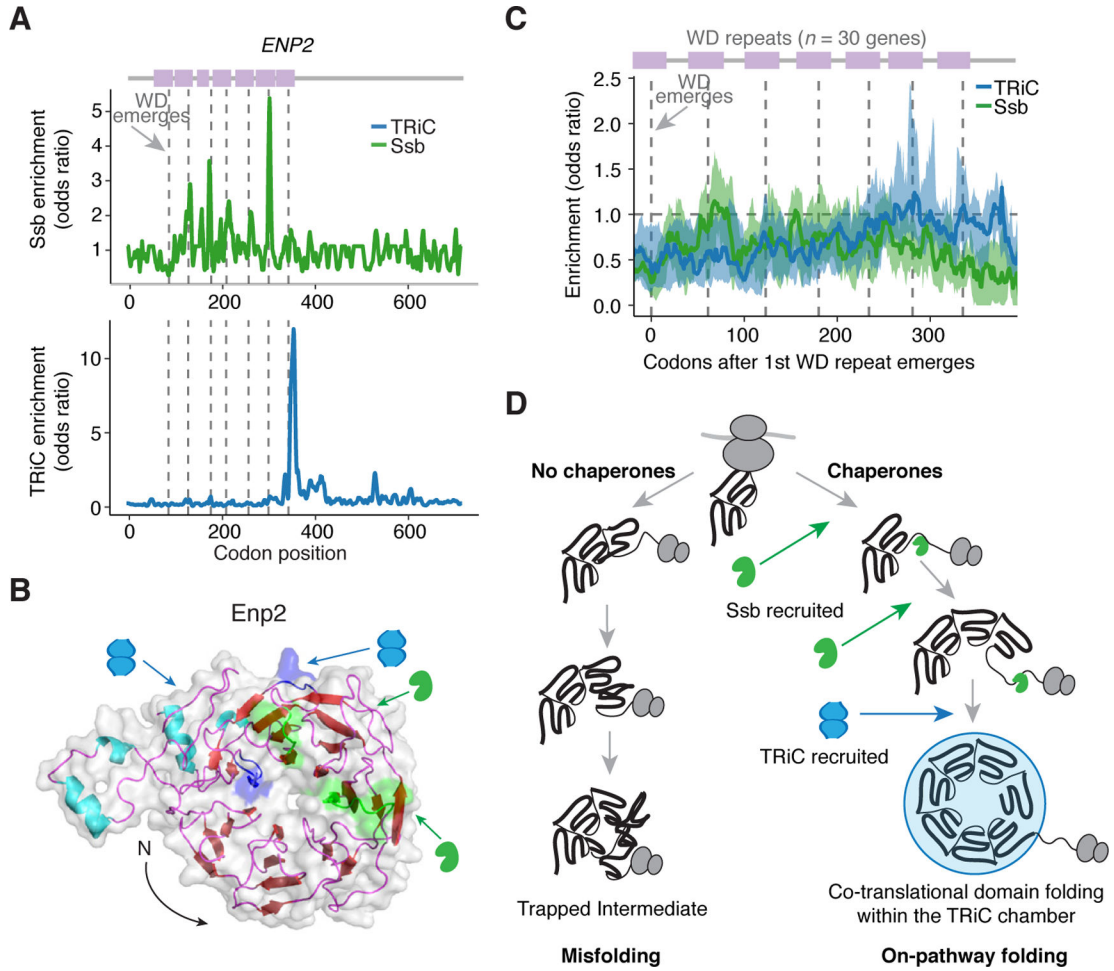 A
ENP2
WD
emerges
TRiC
Ssb
Ssb enrichment
(odds ratio)
5
4
3
2
1
0
200
400
600
TRiC enrichment
(odds ratio)
10
5
0
0
200
400
600
Codon position
B
Enp2
N
C
WD repeats (n = 30 genes)
WD
emerges
TRiC
Ssb
Enrichment (odds ratio)
2.5
2.0
1.5
1.0
0.5
0.0
0
100
200
300
Codons after 1st WD repeat emerges
D
No chaperones
Chaperones
Ssb recruited
TRiC recruited
Trapped Intermediate
Misfolding
Co-translational domain folding
within the TRiC chamber
On-pathway folding